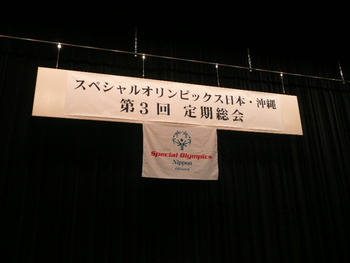 スペシャルオリンピックス日本・沖縄
第3回 定期総会
Special Olympics
Nippon